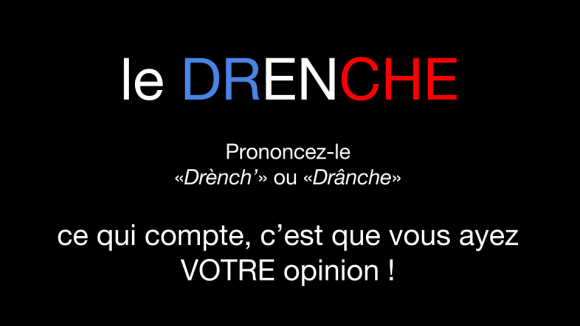 le DRENCHE
Prononcez-le
«Drènch’» ou «Drânche»
ce qui compte, c’est que vous ayez
VOTRE opinion !